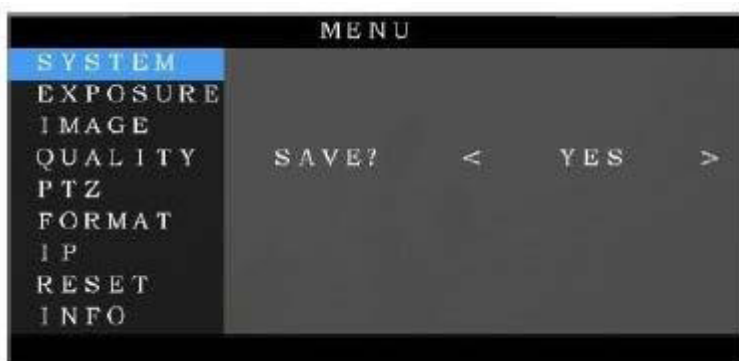 MENU
SYSTEM
EXPOSURE
IMAGE
QUALITY SAVE? < YES >
PTZ
FORMAT
IP
RESET
INFO